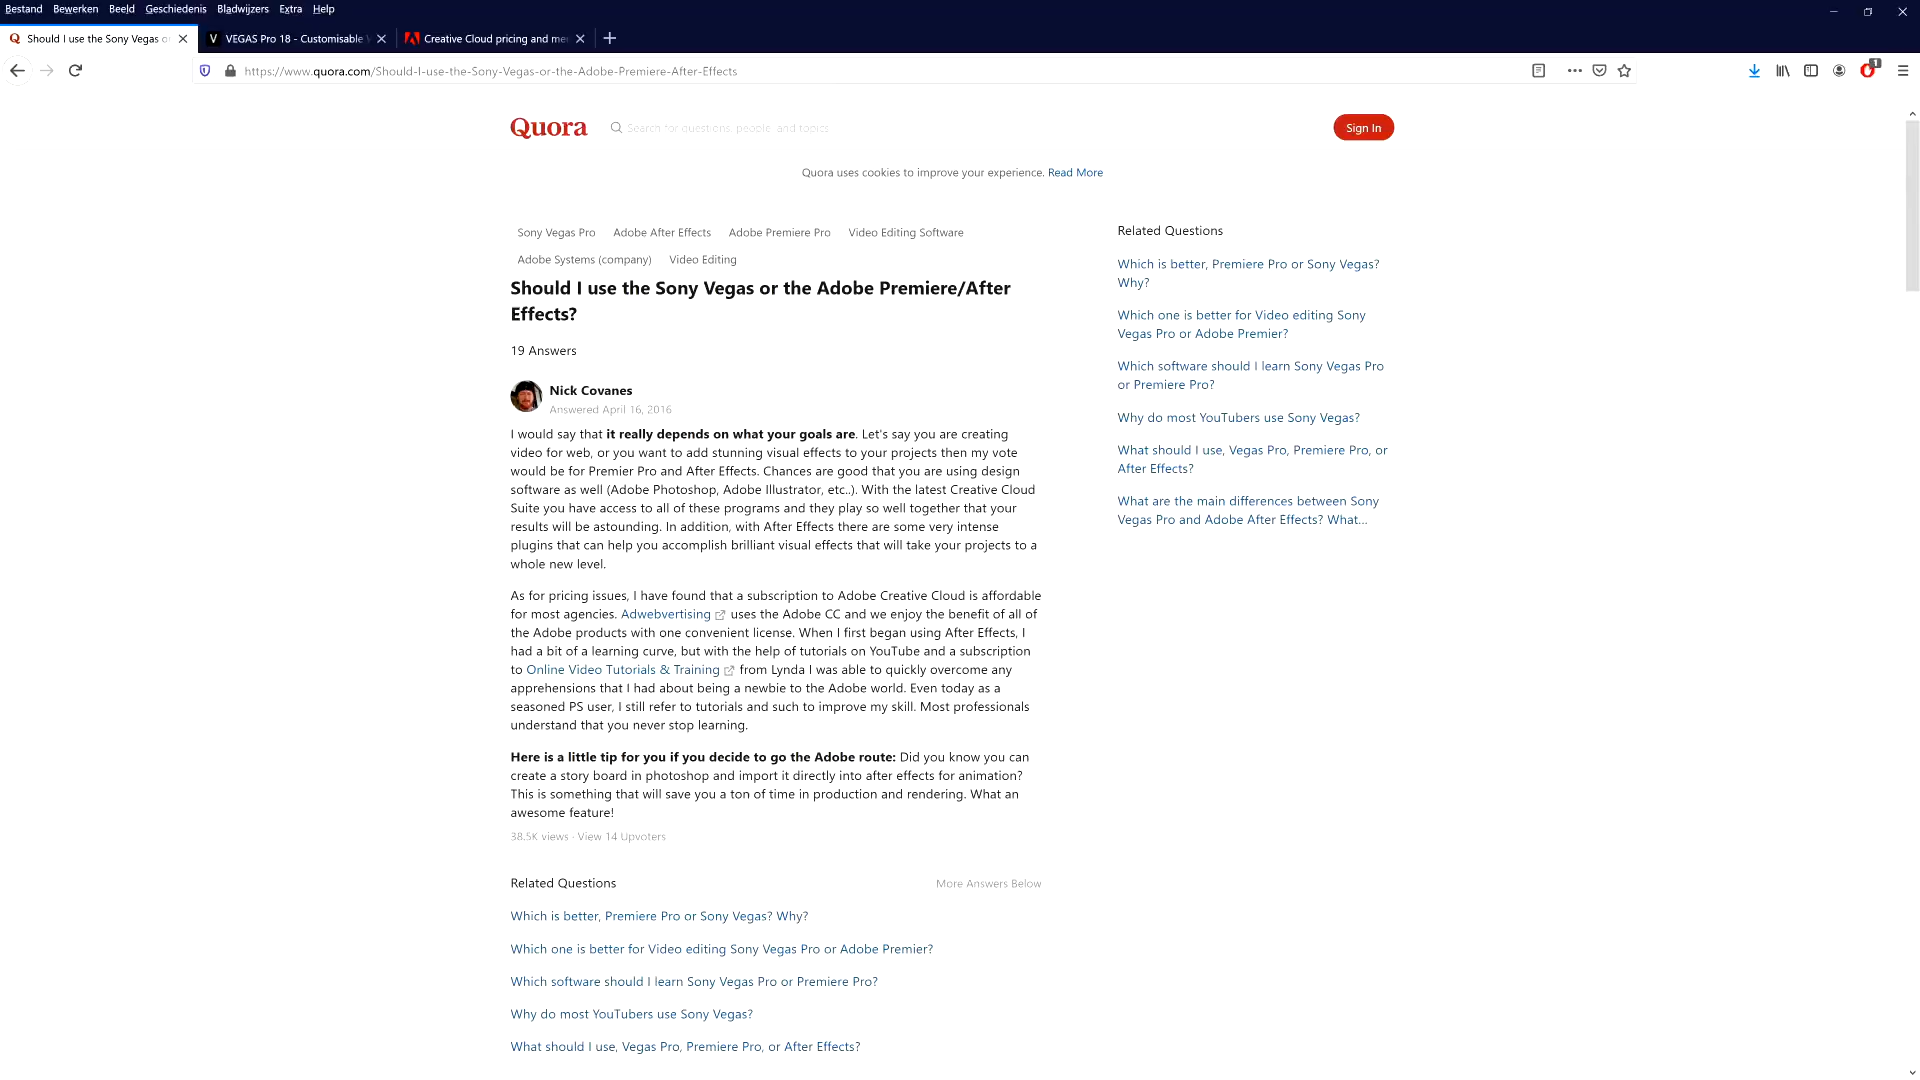 Bestand Bewerken Beeld Geschiedenis Bladwijzers Extra Help
Should I use the Sony Vegas o
VEGAS Pro 18 - Customisable
Creative Cloud pricing and me
https://www.quora.com/Should-I-use-the-Sony-Vegas-or-the-Adobe-Premiere-After-Effects
1
Quora
Search for questions, people, and topics
Sign In
Quora uses cookies to improve your experience. Read More
Sony Vegas Pro Adobe After Effects Adobe Premiere Pro Video Editing Software
Adobe Systems (company) Video Editing
Should I use the Sony Vegas or the Adobe Premiere/After
Effects?
19 Answers
Nick Covanes
Answered April 16, 2016
I would say that it really depends on what your goals are. Let's say you are creating
video for web, or you want to add stunning visual effects to your projects then my vote
would be for Premier Pro and After Effects. Chances are good that you are using design
software as well (Adobe Photoshop, Adobe Illustrator, etc..). With the latest Creative Cloud
Suite you have access to all of these programs and they play so well together that your
results will be astounding. In addition, with After Effects there are some very intense
plugins that can help you accomplish brilliant visual effects that will take your projects to a
whole new level.
As for pricing issues, I have found that a subscription to Adobe Creative Cloud is affordable
for most agencies. Adwebvertising uses the Adobe CC and we enjoy the benefit of all of
the Adobe products with one convenient license. When I first began using After Effects, I
had a bit of a learning curve, but with the help of tutorials on YouTube and a subscription
to Online Video Tutorials & Training from Lynda I was able to quickly overcome any
apprehensions that I had about being a newbie to the Adobe world. Even today as a
seasoned PS user, I still refer to tutorials and such to improve my skill. Most professionals
understand that you never stop learning.
Here is a little tip for you if you decide to go the Adobe route: Did you know you can
create a story board in photoshop and import it directly into after effects for animation?
This is something that will save you a ton of time in production and rendering. What an
awesome feature!
38.5K views · View 14 Upvoters
Related Questions More Answers Below
Which is better, Premiere Pro or Sony Vegas? Why?
Which one is better for Video editing Sony Vegas Pro or Adobe Premier?
Which software should I learn Sony Vegas Pro or Premiere Pro?
Why do most YouTubers use Sony Vegas?
What should I use, Vegas Pro, Premiere Pro, or After Effects?
Related Questions
Which is better, Premiere Pro or Sony Vegas?
Why?
Which one is better for Video editing Sony
Vegas Pro or Adobe Premier?
Which software should I learn Sony Vegas Pro
or Premiere Pro?
Why do most YouTubers use Sony Vegas?
What should I use, Vegas Pro, Premiere Pro, or
After Effects?
What are the main differences between Sony
Vegas Pro and Adobe After Effects? What...